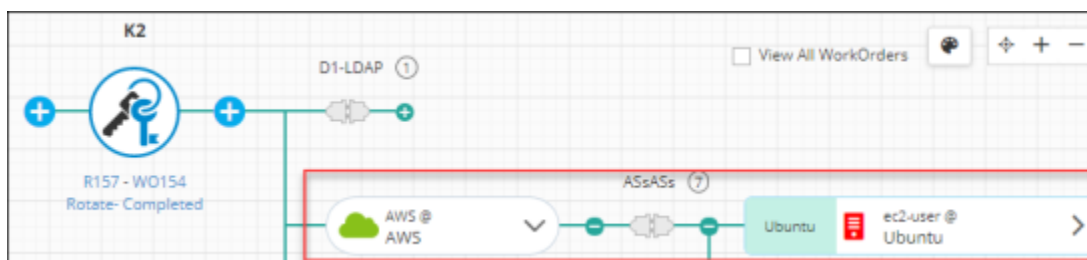 K2
View All WorkOrders
D1-LDAP 1
R157 - WO154
Rotate- Completed
ASsASs 7
AWS @
AWS
Ubuntu
ec2-user @
Ubuntu